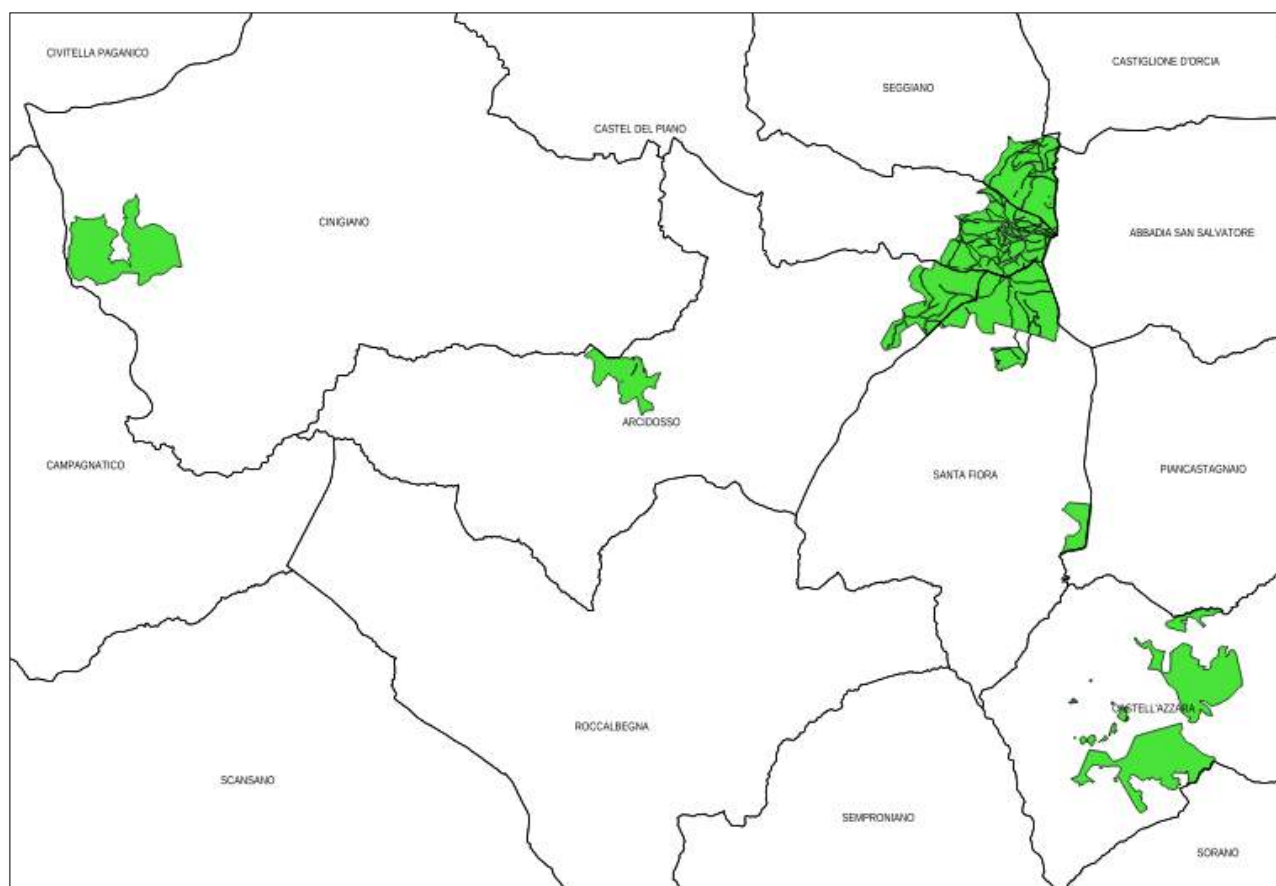 CIVITELLA PAGANICO
CASTIGLIONE D'ORCIA
SEGGIANO
CASTEL DEL PIANO
CINIGIANO
ABBADIA SAN SALVATORE
ARCIDOSSO
CAMPAGNATICO
SANTA FIORA
PIANCASTAGNAIO
CASTELL'AZZARA
ROCCALBEGNA
SCANSANO
SEMPRONIANO
SORANO